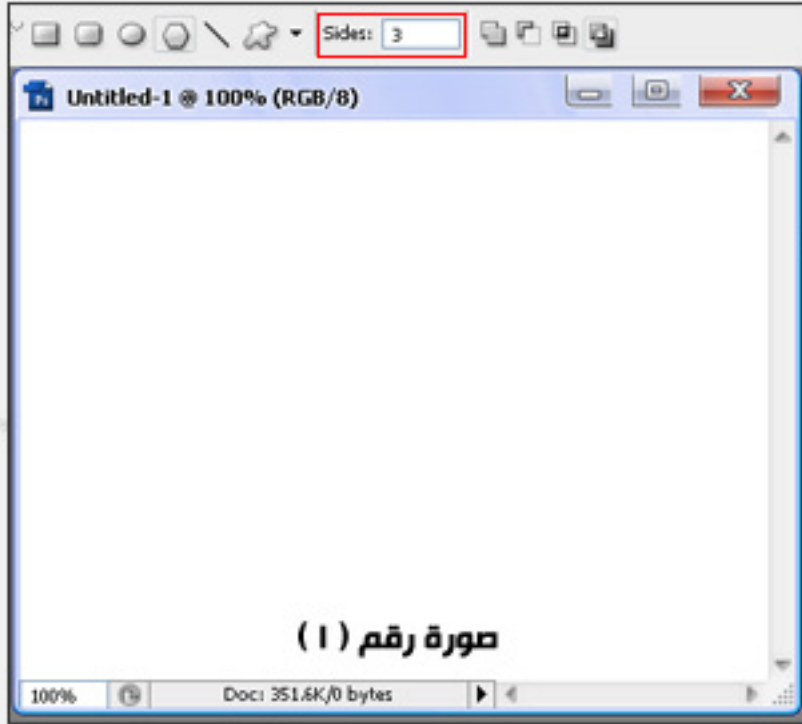 Sides: 3
Untitled-1 @ 100% (RGB/8)
صورة رقم (١)
100% Doc: 351.6K/0 bytes